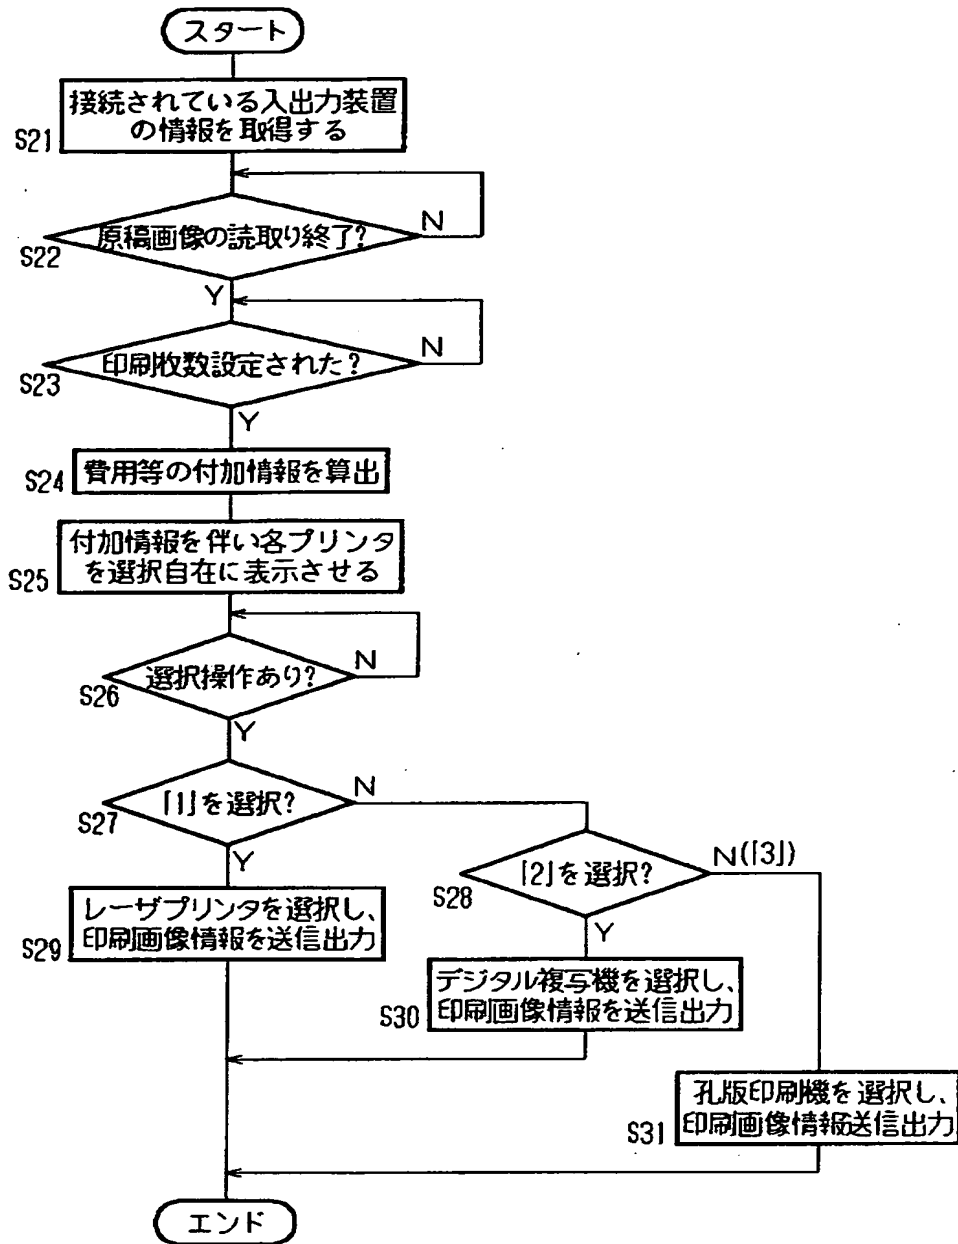 スタート
接続されている入出力装置
の情報を取得する
S21
原稿画像の読取り終了?
N
S22
Y
印刷枚数設定された?
N
S23
Y
費用等の付加情報を算出
S24
付加情報を伴い各プリンタ
を選択自在に表示させる
S25
選択操作あり?
N
S26
Y
「1」を選択?
N
S27
Y
「2」を選択?
N(「3」)
S28
Y
レーザプリンタを選択し、
印刷画像情報を送信出力
S29
デジタル複写機を選択し、
印刷画像情報を送信出力
S30
孔版印刷機を選択し、
印刷画像情報送信出力
S31
エンド